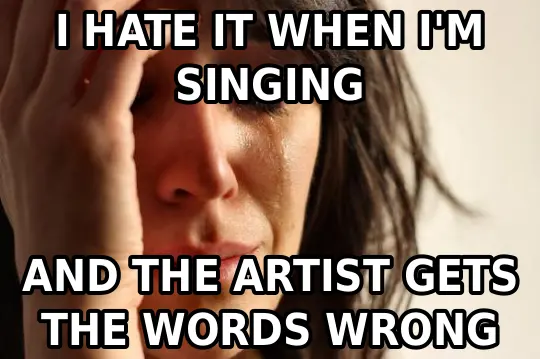 I HATE IT WHEN I'M
SINGING
AND THE ARTIST GETS
THE WORDS WRONG